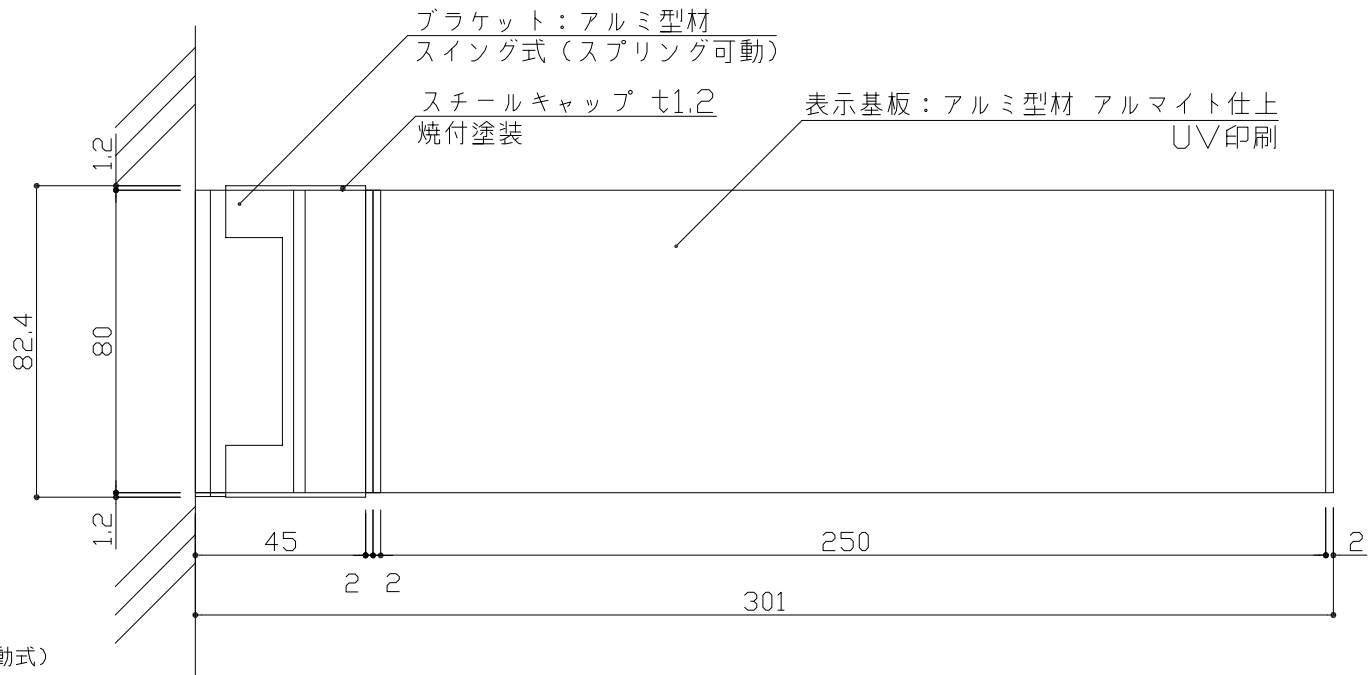 ブラケット：アルミ型材
スイング式（スプリング可動）
スチールキャップ t1.2
焼付塗装
表示基板：アルミ型材 アルマイト仕上
UV印刷
1.2
82.4
80
1.2
45
2
2
250
2
301
動式）